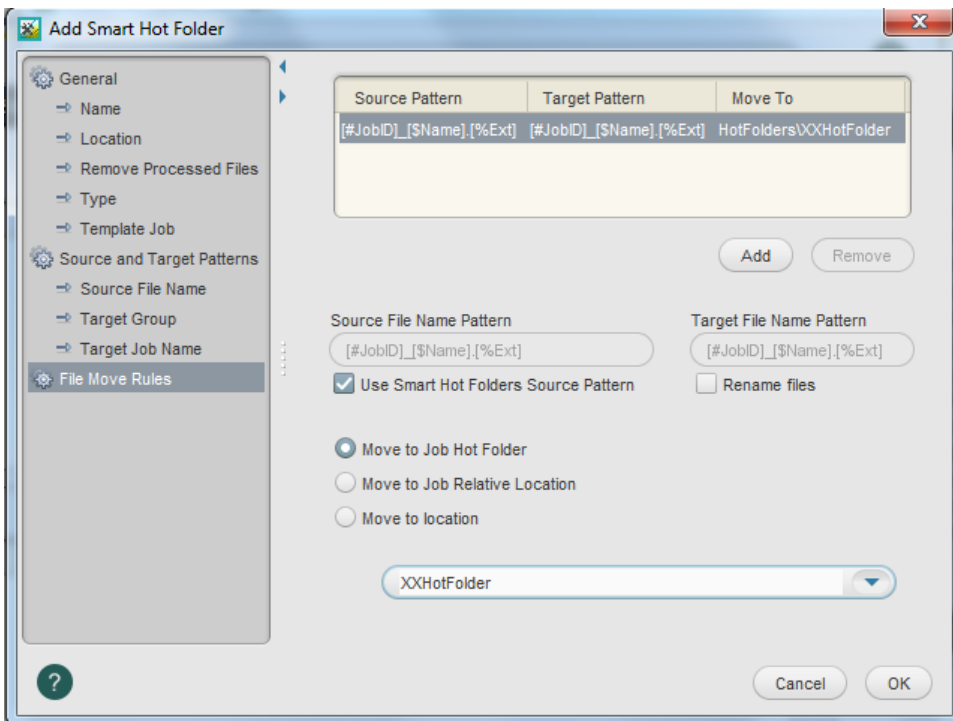 Add Smart Hot Folder
x
General
Name
Location
Remove Processed Files
Type
Template Job
Source and Target Patterns
Source File Name
Target Group
Target Job Name
File Move Rules
Source Pattern Target Pattern Move To
[#JobID]_[$Name].[%Ext] [#JobID]_[$Name].[%Ext] HotFolders\XXHotFolder
Add Remove
Source File Name Pattern Target File Name Pattern
[#JobID]_[$Name].[%Ext] [#JobID]_[$Name].[%Ext]
Use Smart Hot Folders Source Pattern Rename files
Move to Job Hot Folder
Move to Job Relative Location
Move to location
XXHotFolder
? Cancel OK